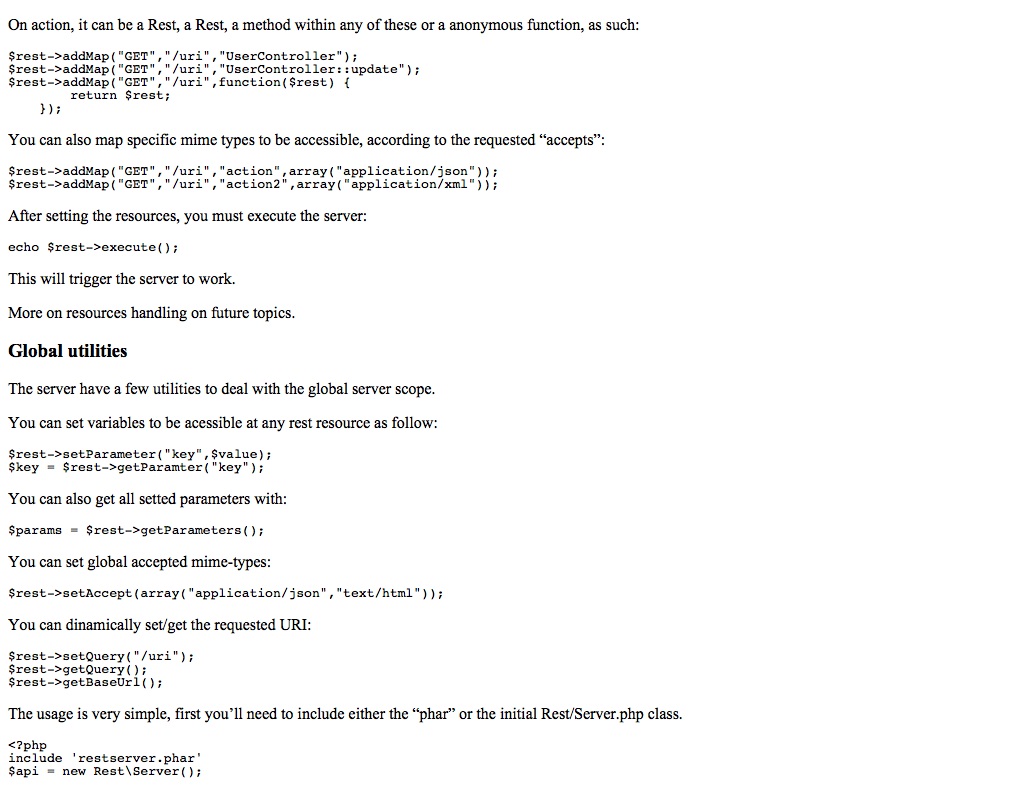 On action, it can be a Rest, a Rest, a method within any of these or a anonymous function, as such:
$rest->addMap("GET","/uri","UserController");
$rest->addMap("GET","/uri","UserController::update");
$rest->addMap("GET","/uri",function($rest) {
        return $rest;
    });
You can also map specific mime types to be accessible, according to the requested “accepts”:
$rest->addMap("GET","/uri","action",array("application/json"));
$rest->addMap("GET","/uri","action2",array("application/xml"));
After setting the resources, you must execute the server:
echo $rest->execute();
This will trigger the server to work.
More on resources handling on future topics.
Global utilities
The server have a few utilities to deal with the global server scope.
You can set variables to be acessible at any rest resource as follow:
$rest->setParameter("key",$value);
$key = $rest->getParamter("key");
You can also get all setted parameters with:
$params = $rest->getParameters();
You can set global accepted mime-types:
$rest->setAccept(array("application/json","text/html"));
You can dinamically set/get the requested URI:
$rest->setQuery("/uri");
$rest->getQuery();
$rest->getBaseUrl();
The usage is very simple, first you’ll need to include either the “phar” or the initial Rest/Server.php class.
<?php
include 'restserver.phar'
$api = new Rest\Server();